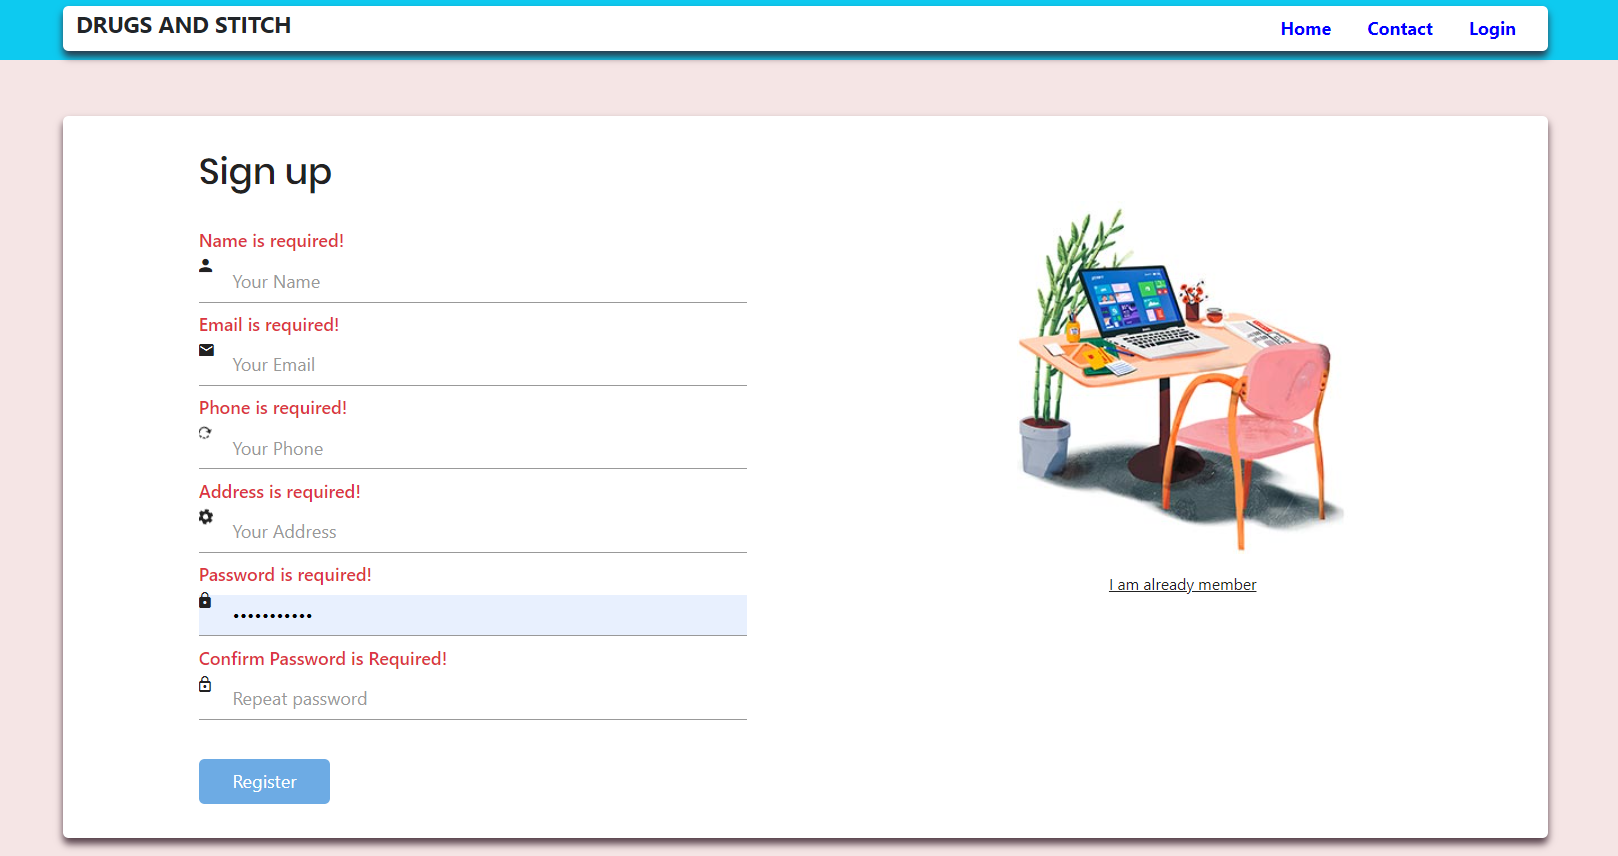 DRUGS AND STITCH
Home Contact Login
Sign up
Name is required!
Your Name
Email is required!
Your Email
Phone is required!
Your Phone
Address is required!
Your Address
Password is required!
•••••••••••
Confirm Password is Required!
Repeat password
Register
I am already member